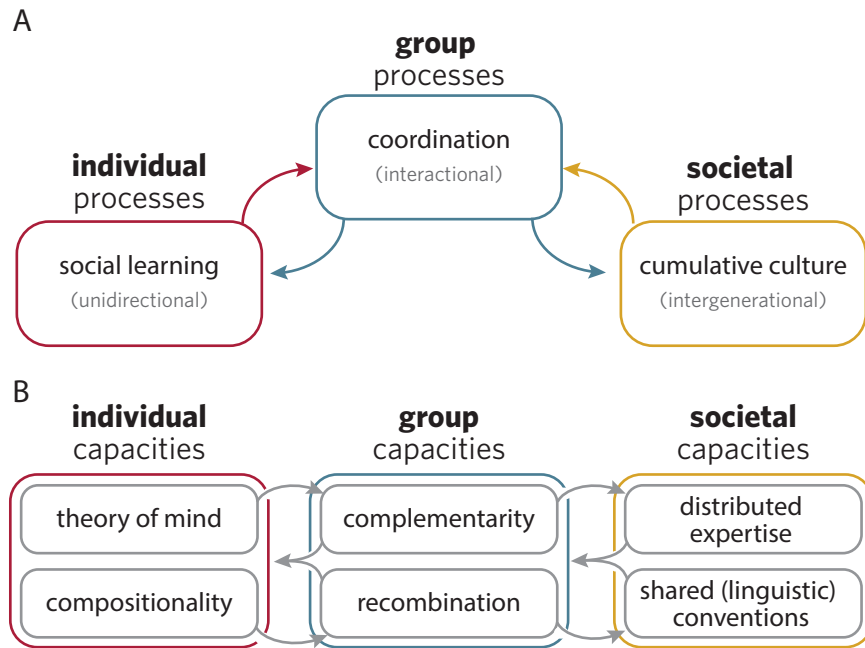 A
group
processes
coordination
(interactional)
individual
processes
social learning
(unidirectional)
societal
processes
cumulative culture
(intergenerational)
B
individual
capacities
group
capacities
societal
capacities
theory of mind
complementarity
distributed
expertise
compositionality
recombination
shared (linguistic)
conventions